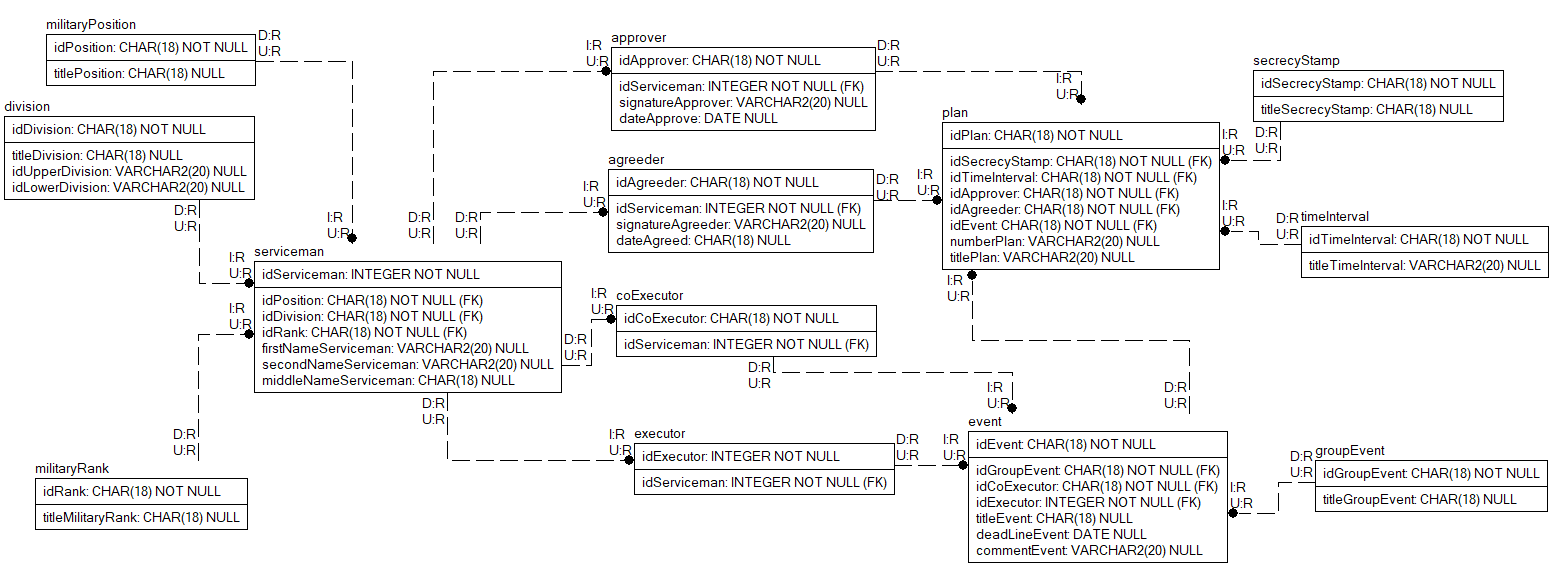 militaryPosition
idPosition: CHAR(18) NOT NULL
titlePosition: CHAR(18) NULL
D:R
U:R
division
idDivision: CHAR(18) NOT NULL
titleDivision: CHAR(18) NULL
idUpperDivision: VARCHAR2(20) NULL
idLowerDivision: VARCHAR2(20) NULL
D:R
U:R
I:R
U:R
I:R
U:R
I:R
U:R
serviceman
idServiceman: INTEGER NOT NULL
idPosition: CHAR(18) NOT NULL (FK)
idDivision: CHAR(18) NOT NULL (FK)
idRank: CHAR(18) NOT NULL (FK)
firstNameServiceman: VARCHAR2(20) NULL
secondNameServiceman: VARCHAR2(20) NULL
middleNameServiceman: CHAR(18) NULL
D:R
U:R
D:R
U:R
D:R
U:R
D:R
U:R
D:R
U:R
militaryRank
idRank: CHAR(18) NOT NULL
titleMilitaryRank: CHAR(18) NULL
I:R
U:R
approver
idApprover: CHAR(18) NOT NULL
idServiceman: INTEGER NOT NULL (FK)
signatureApprover: VARCHAR2(20) NULL
dateApprove: DATE NULL
D:R
U:R
I:R
U:R
I:R
U:R
agreeder
idAgreeder: CHAR(18) NOT NULL
idServiceman: INTEGER NOT NULL (FK)
signatureAgreeder: VARCHAR2(20) NULL
dateAgreed: CHAR(18) NULL
D:R
U:R
I:R
U:R
I:R
U:R
coExecutor
idCoExecutor: CHAR(18) NOT NULL
idServiceman: INTEGER NOT NULL (FK)
D:R
U:R
I:R
U:R
I:R
U:R
executor
idExecutor: INTEGER NOT NULL
idServiceman: INTEGER NOT NULL (FK)
D:R
U:R
I:R
U:R
plan
idPlan: CHAR(18) NOT NULL
idSecrecyStamp: CHAR(18) NOT NULL (FK)
idTimeInterval: CHAR(18) NOT NULL (FK)
idApprover: CHAR(18) NOT NULL (FK)
idAgreeder: CHAR(18) NOT NULL (FK)
idEvent: CHAR(18) NOT NULL (FK)
numberPlan: VARCHAR2(20) NULL
titlePlan: VARCHAR2(20) NULL
I:R
U:R
D:R
U:R
event
idEvent: CHAR(18) NOT NULL
idGroupEvent: CHAR(18) NOT NULL (FK)
idCoExecutor: CHAR(18) NOT NULL (FK)
idExecutor: INTEGER NOT NULL (FK)
titleEvent: CHAR(18) NULL
deadLineEvent: DATE NULL
commentEvent: VARCHAR2(20) NULL
secrecyStamp
idSecrecyStamp: CHAR(18) NOT NULL
titleSecrecyStamp: CHAR(18) NULL
D:R
U:R
I:R
U:R
timeInterval
idTimeInterval: CHAR(18) NOT NULL
titleTimeInterval: VARCHAR2(20) NULL
D:R
U:R
I:R
U:R
groupEvent
idGroupEvent: CHAR(18) NOT NULL
titleGroupEvent: CHAR(18) NULL
D:R
U:R
I:R
U:R